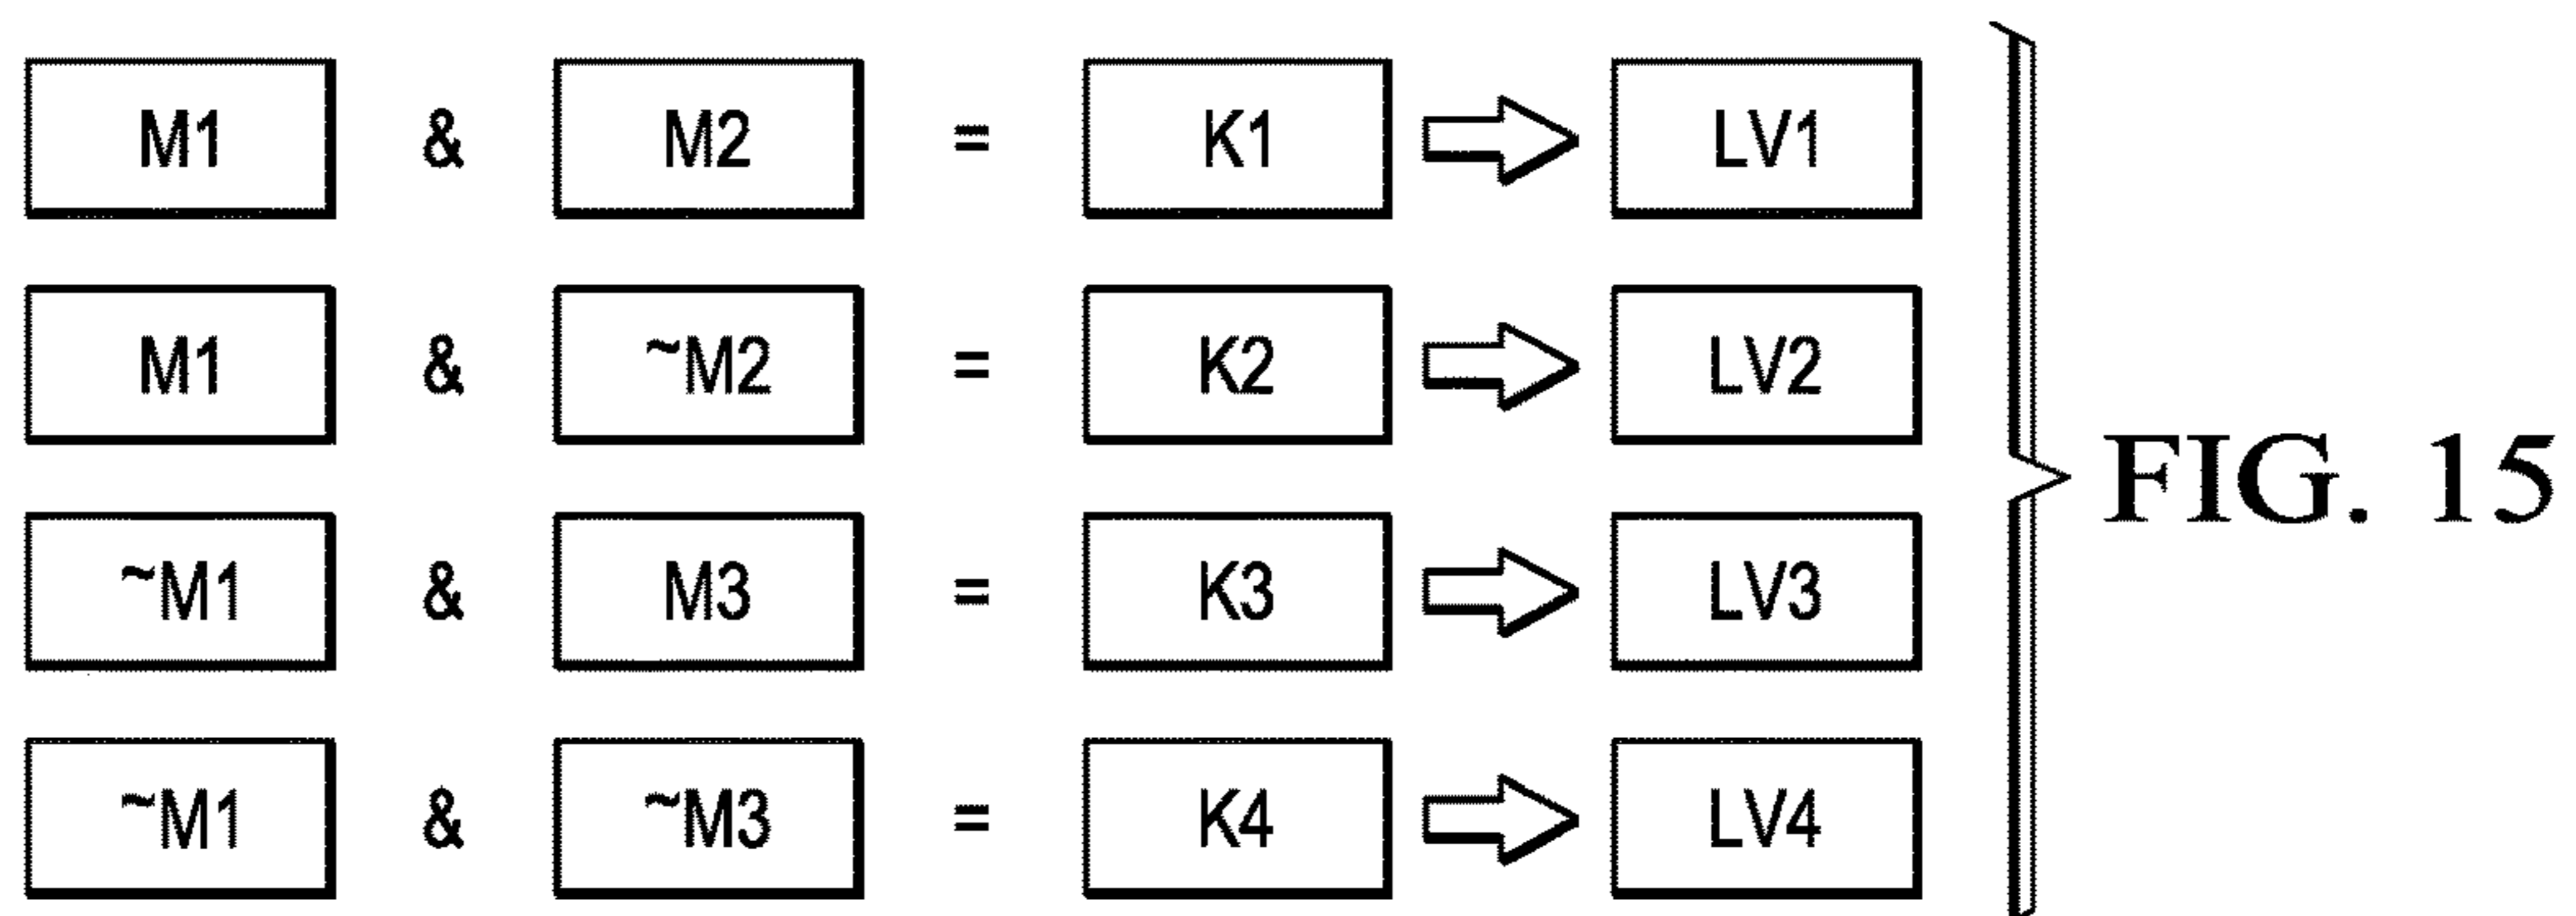 M1 & M2 = K1 LV1
M1 & ~M2 = K2 LV2
~M1 & M3 = K3 LV3
~M1 & ~M3 = K4 LV4
FIG. 15